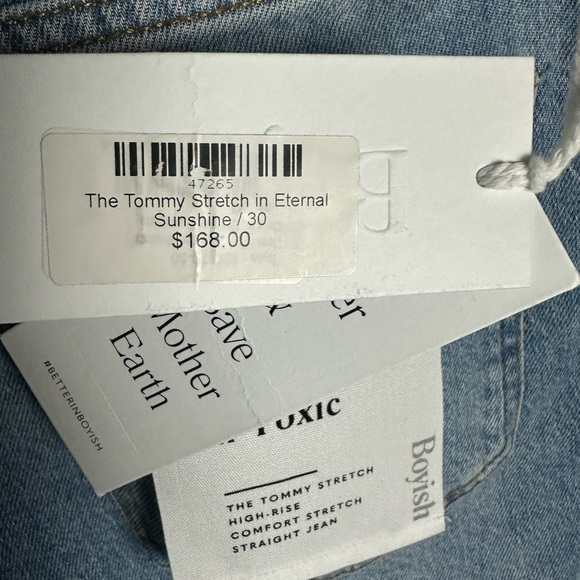 47265
The Tommy Stretch in Eternal
Sunshine / 30
$168.00
Save
Mother
Earth
#BETTERINBOYISH
Toxic
THE TOMMY STRETCH
HIGH-RISE
COMFORT STRETCH
STRAIGHT JEAN
Boyish